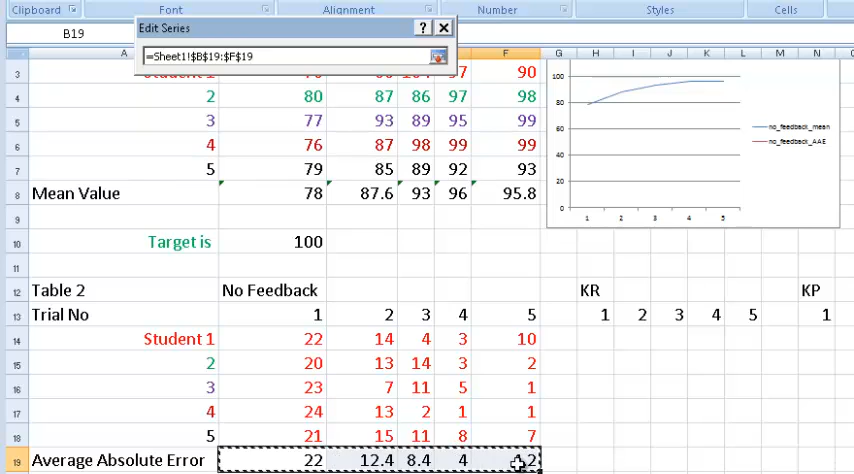 Clipboard Font Alignment Number Styles Cells
B19
Edit Series ?
=Sheet1!$B$19:$F$19
A E F G H I J K L M N
3 97 90
4 2 80 87 86 97 98
5 3 77 93 89 95 99
6 4 76 87 98 99 99
7 5 79 85 89 92 93
8 Mean Value 78 87.6 93 96 95.8
9
10 Target is 100
11
12 Table 2 No Feedback KR KP
13 Trial No 1 2 3 4 5 1 2 3 4 5 1
14 Student 1 22 14 4 3 10
15 2 20 13 14 3 2
16 3 23 7 11 5 1
17 4 24 13 2 1 1
18 5 21 15 11 8 7
19 Average Absolute Error 22 12.4 8.4 4
100
80
60
40
20
0
1 2 3 4 5
no_feedback_mean
no_feedback_AAE